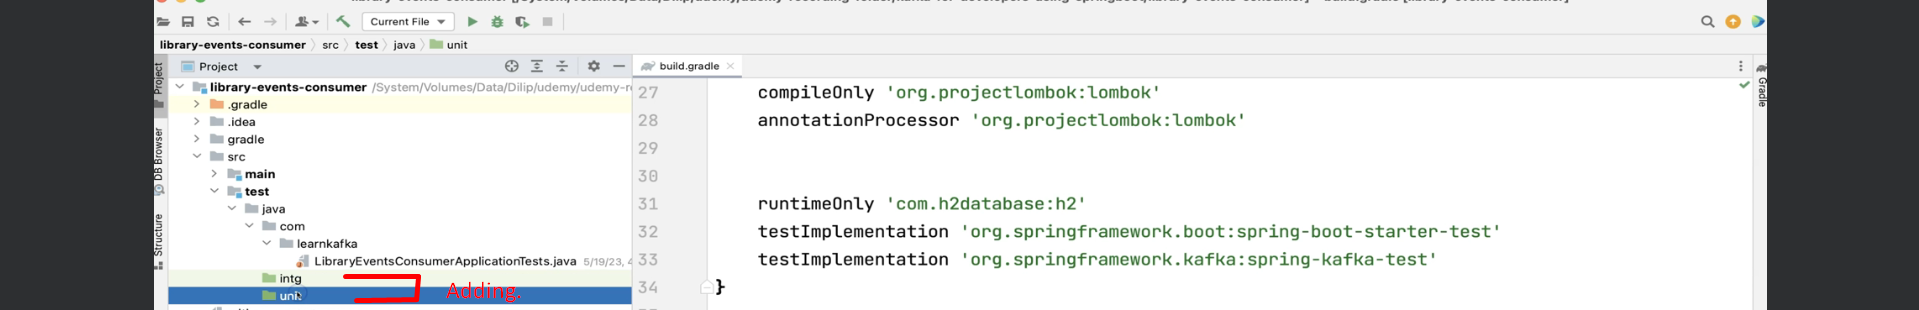 Current File
library-events-consumer src test java unit
Project
build.gradle
Project
DB Browser
Structure
library-events-consumer /System/Volumes/Data/Dilip/udemy/udemy-r
.gradle
.idea
gradle
src
main
test
java
com
learnkafka
LibraryEventsConsumerApplicationTests.java 5/19/23, 4
intg
unit
Adding.
27 compileOnly 'org.projectlombok:lombok'
28 annotationProcessor 'org.projectlombok:lombok'
29
30
31 runtimeOnly 'com.h2database:h2'
32 testImplementation 'org.springframework.boot:spring-boot-starter-test'
33 testImplementation 'org.springframework.kafka:spring-kafka-test'
34 }
Gradle